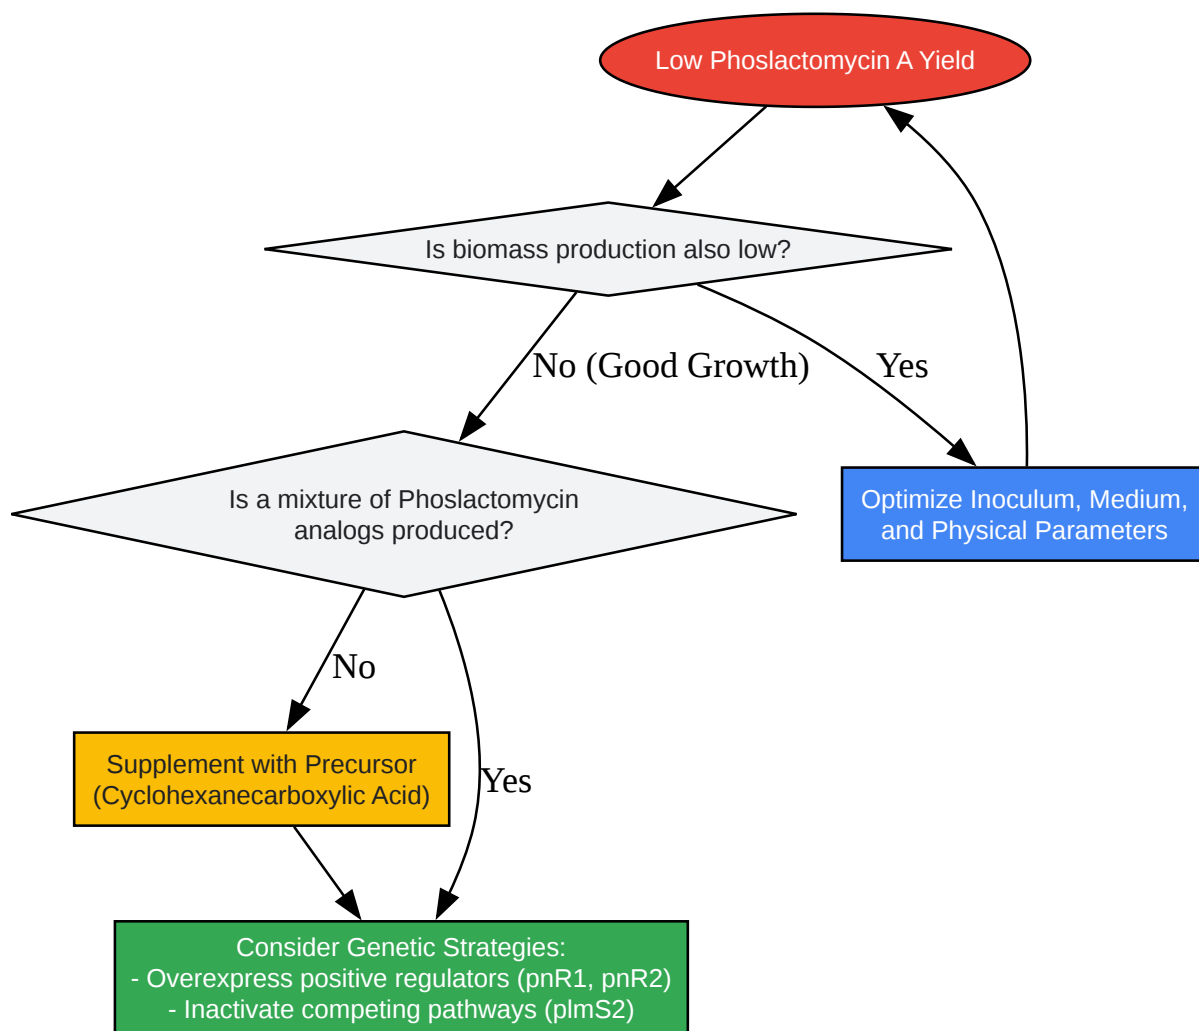 Low Phoslactomycin A Yield
Is biomass production also low?
No (Good Growth)
Yes
Is a mixture of Phoslactomycin
analogs produced?
Optimize Inoculum, Medium,
and Physical Parameters
No
Supplement with Precursor
(Cyclohexanecarboxylic Acid)
Yes
Consider Genetic Strategies:
- Overexpress positive regulators (pnR1, pnR2)
- Inactivate competing pathways (plmS2)